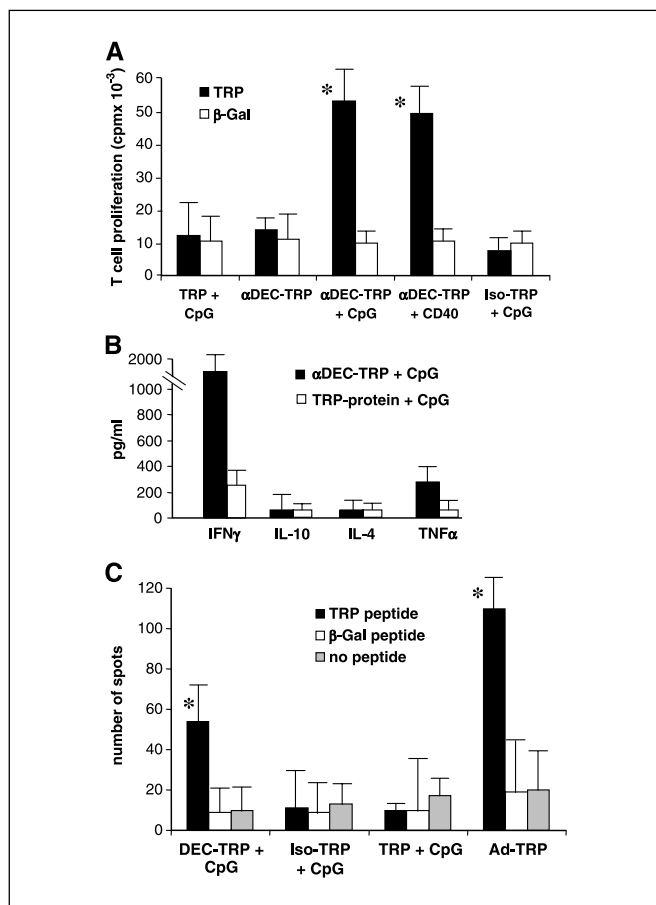 A
T cell proliferation (cpmx 10⁻³)
60
50
40
30
20
10
0
TRP
β-Gal
*
*
TRP + CpG
αDEC-TRP
αDEC-TRP + CpG
αDEC-TRP + CD40
Iso-TRP + CpG
B
pg/ml
2000
1000
800
600
400
200
0
αDEC-TRP + CpG
TRP-protein + CpG
IFNγ
IL-10
IL-4
TNFα
C
number of spots
120
100
80
60
40
20
0
TRP peptide
β-Gal peptide
no peptide
*
*
DEC-TRP + CpG
Iso-TRP + CpG
TRP + CpG
Ad-TRP